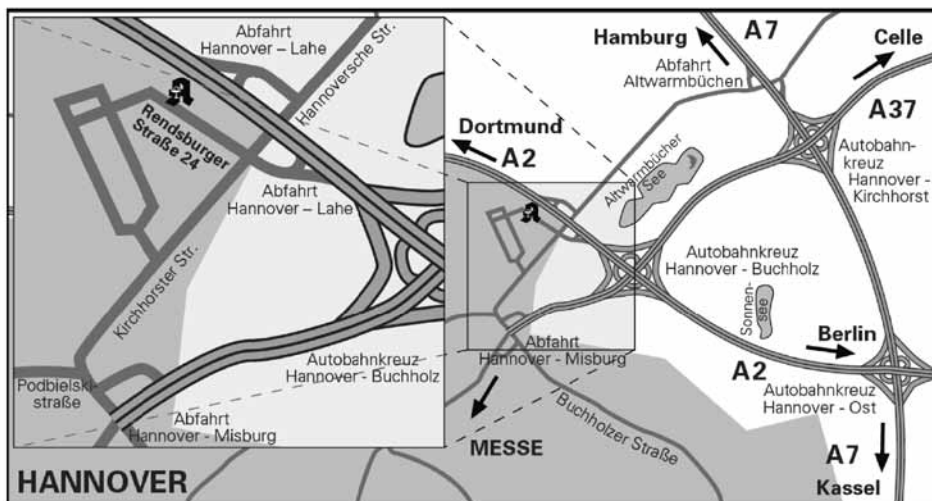 Abfahrt
Hannover – Lahe
Hannoversche Str.
Rendsburger
Straße 24
Abfahrt
Hannover – Lahe
Kirchhorster Str.
Autobahnkreuz
Hannover - Buchholz
Podbielski-
straße
Abfahrt
Hannover - Misburg
HANNOVER
A7
Hamburg
Celle
Abfahrt
Altwarmbüchen
A37
Dortmund
A2
Autobahn-
kreuz
Hannover -
Kirchhorst
Altwarmbücher
See
Autobahnkreuz
Hannover - Buchholz
Sonnen-
see
Berlin
A2
Abfahrt
Hannover - Misburg
Autobahnkreuz
Hannover - Ost
Buchholzer Straße
MESSE
A7
Kassel